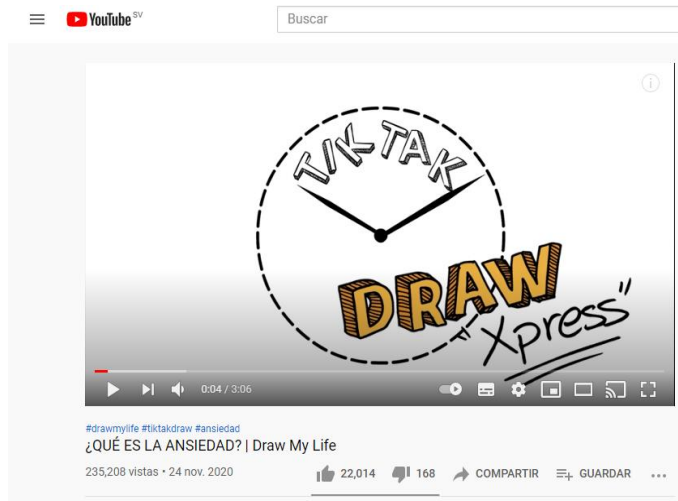 YouTube SV
Buscar
TIK TAK
DRAW
"Xpress"
0:04 / 3:06
#drawmylife #tiktakdraw #ansiedad
¿QUÉ ES LA ANSIEDAD? | Draw My Life
235,208 vistas • 24 nov. 2020 22,014 168 COMPARTIR GUARDAR